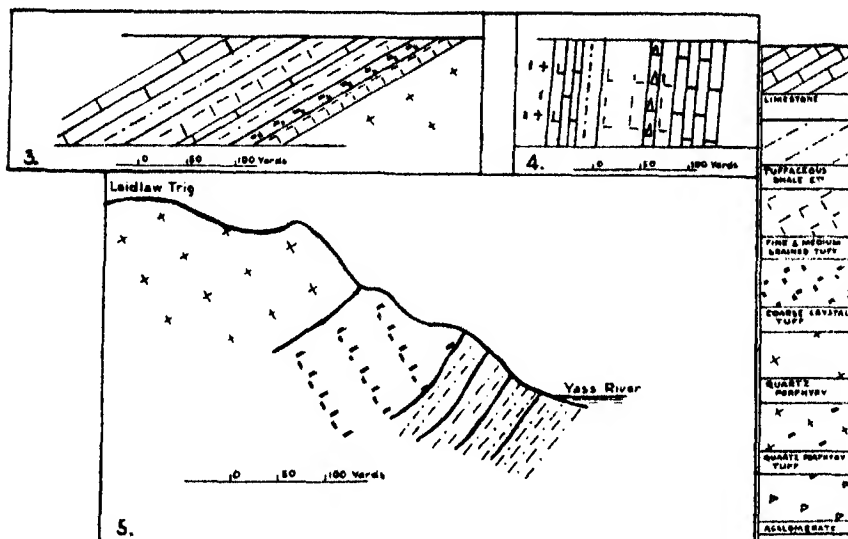 3.
0 50 100 Yards
4.
0 50 100 Yards
Laidlaw Trig
Yass River
0 50 100 Yards
5.
LIMESTONE
TUFFACEOUS
SHALE ETC
FINE & MEDIUM
GRAINED TUFF
COARSE CRYSTAL
TUFF
QUARTZ
PORPHYRY
QUARTZ PORPHYRY
TUFF
AGGLOMERATE